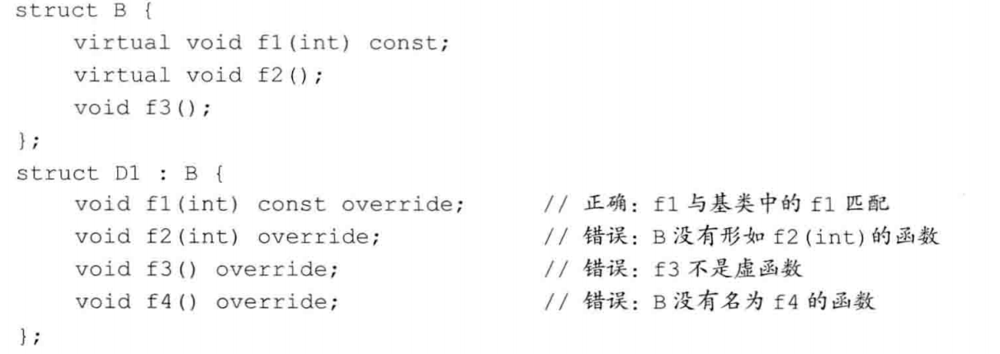 struct B {
    virtual void f1(int) const;
    virtual void f2();
    void f3();
};
struct D1 : B {
    void f1(int) const override;      // 正确：f1 与基类中的 f1 匹配
    void f2(int) override;            // 错误：B 没有形如 f2(int)的函数
    void f3() override;               // 错误：f3 不是虚函数
    void f4() override;               // 错误：B 没有名为 f4 的函数
};